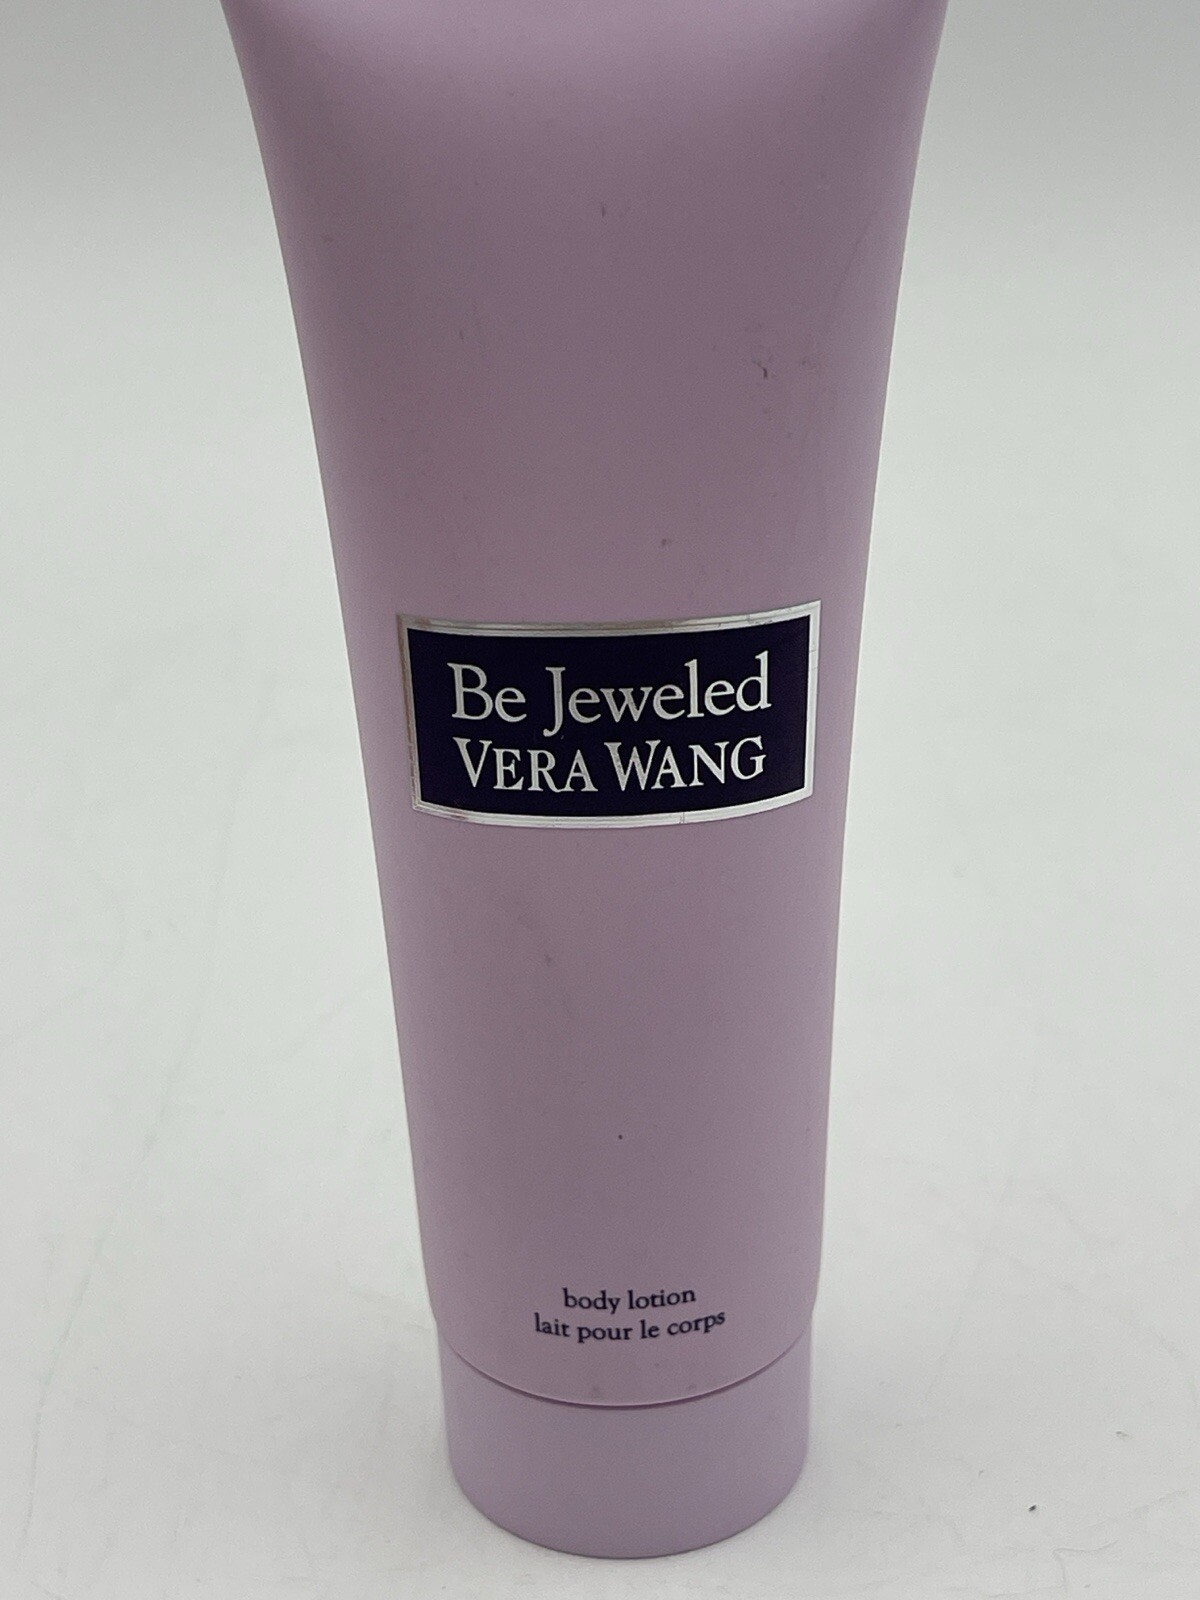 Be Jeweled
VERA WANG
body lotion
lait pour le corps